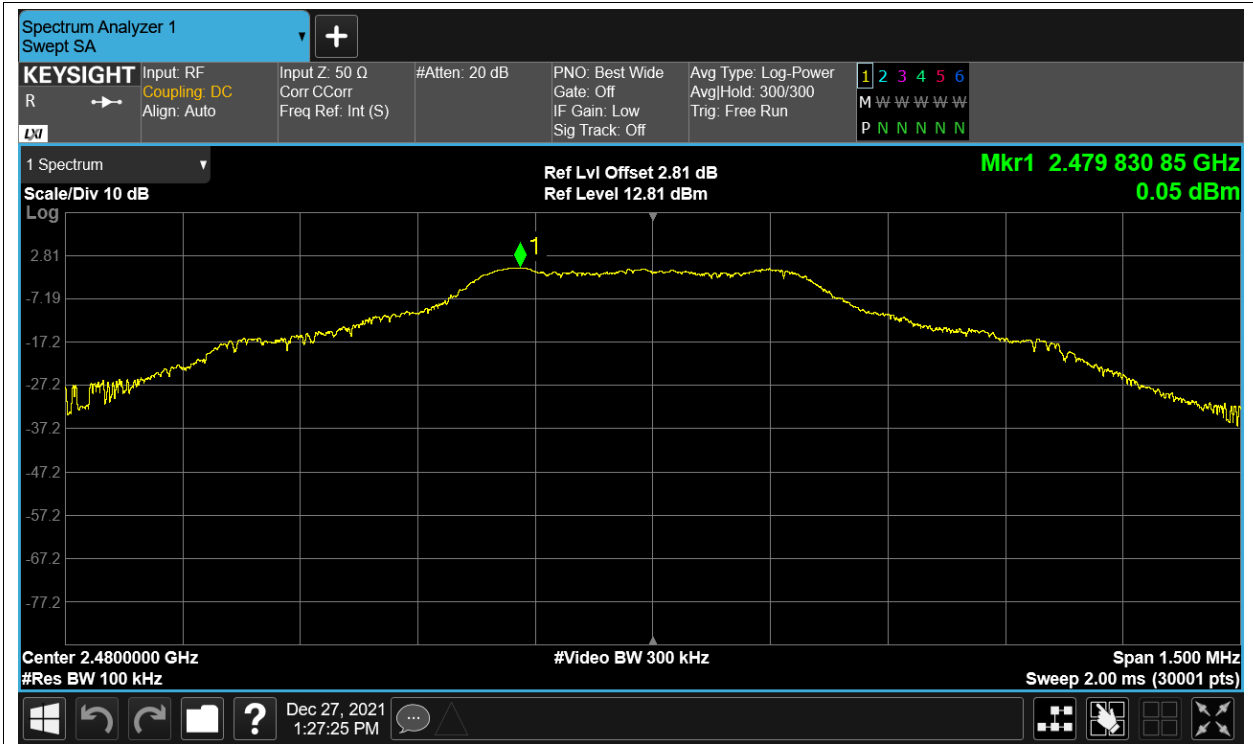 Spectrum Analyzer 1
Swept SA
KEYSIGHT
R
LXI
Input: RF
Coupling: DC
Align: Auto
Input Z: 50 Ω
Corr CCorr
Freq Ref: Int (S)
#Atten: 20 dB
PNO: Best Wide
Gate: Off
IF Gain: Low
Sig Track: Off
Avg Type: Log-Power
Avg|Hold: 300/300
Trig: Free Run
1 2 3 4 5 6
M W W W W W W
P N N N N N
1 Spectrum
Scale/Div 10 dB
Log
Ref Lvl Offset 2.81 dB
Ref Level 12.81 dBm
Mkr1 2.479 830 85 GHz
0.05 dBm
1
2.81
-7.19
-17.2
-27.2
-37.2
-47.2
-57.2
-67.2
-77.2
Center 2.4800000 GHz
#Res BW 100 kHz
#Video BW 300 kHz
Span 1.500 MHz
Sweep 2.00 ms (30001 pts)
?
Dec 27, 2021
1:27:25 PM